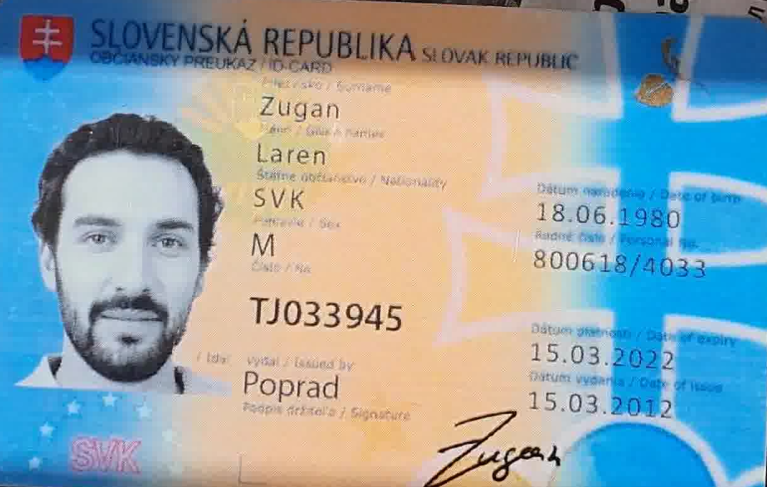 SLOVENSKÁ REPUBLIKA SLOVAK REPUBLIC
OBČIANSKY PREUKAZ / ID-CARD
Priezvisko / Surname
Zugan
Meno / Given names
Laren
Štátne občianstvo / Nationality
SVK
Dátum narodenia / Date of birth
18.06.1980
Pohlavie / Sex
M
Rodné číslo / Personal No.
800618/4033
Číslo / No.
TJ033945
Dátum platnosti / Date of expiry
15.03.2022
vydal / Issued by
Poprad
Dátum vydania / Date of issue
15.03.2012
Podpis držiteľa / Signature
Zugan
SVK